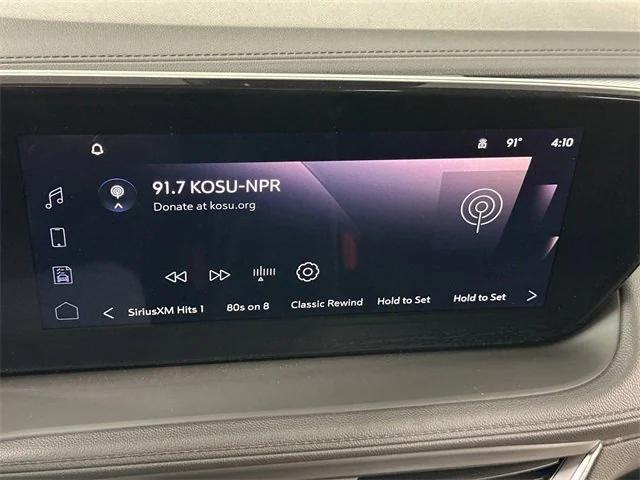 91° 4:10
91.7 KOSU-NPR
Donate at kosu.org
SiriusXM Hits 1 80s on 8 Classic Rewind Hold to Set Hold to Set